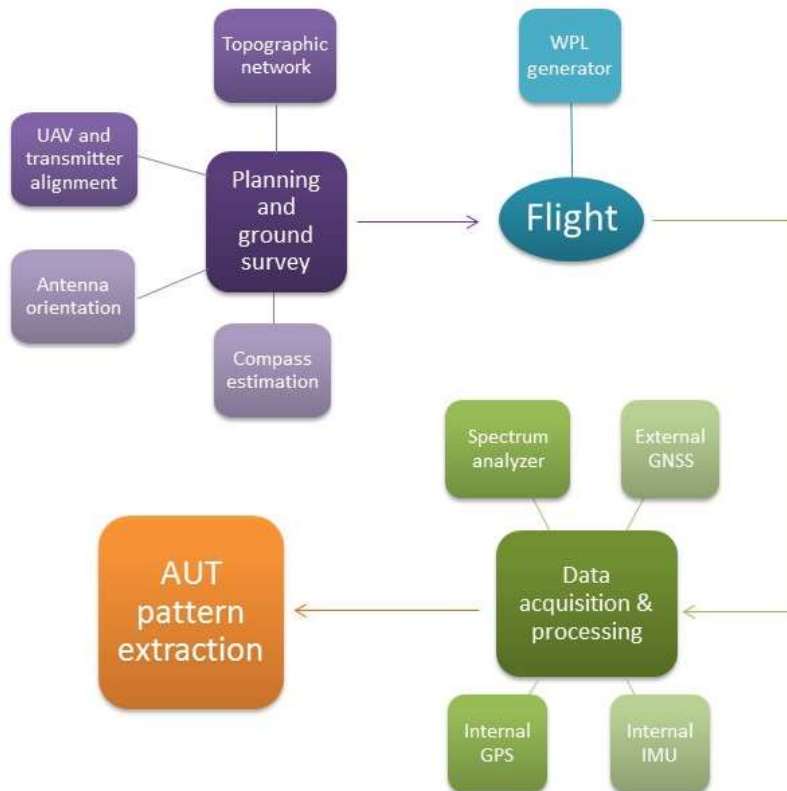 Topographic
network
WPL
generator
UAV and
transmitter
alignment
Planning
and
ground
survey
Flight
Antenna
orientation
Compass
estimation
Spectrum
analyzer
External
GNSS
AUT
pattern
extraction
Data
acquisition &
processing
Internal
GPS
Internal
IMU